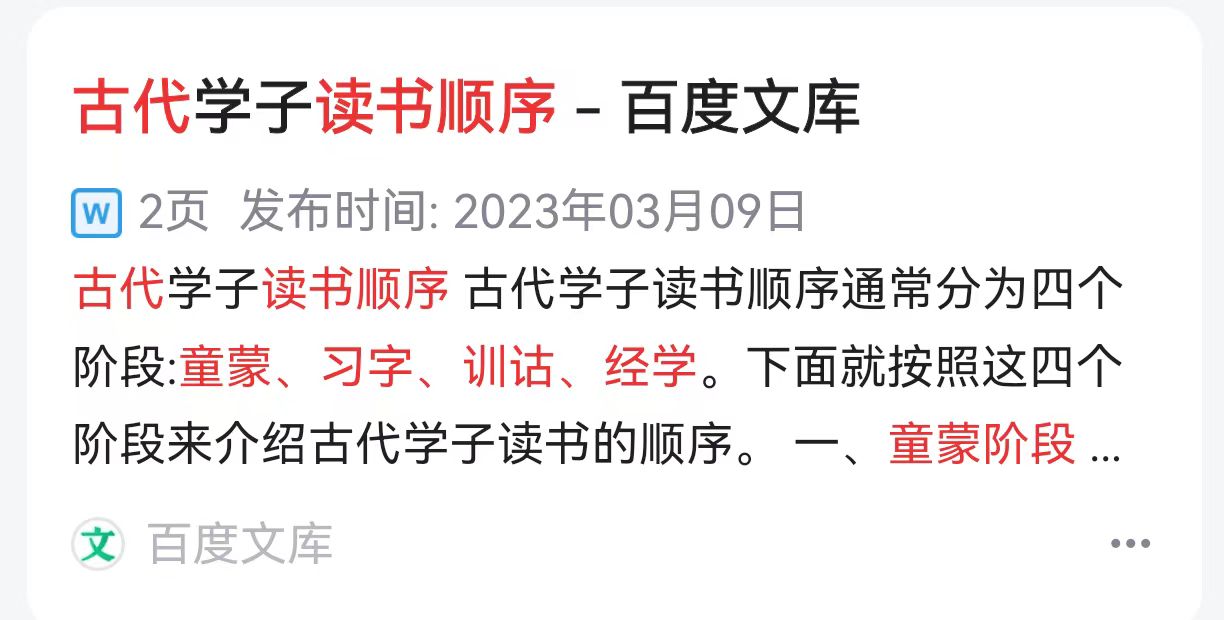 古代学子读书顺序 - 百度文库
W 2页 发布时间: 2023年03月09日
古代学子读书顺序 古代学子读书顺序通常分为四个
阶段:童蒙、习字、训诂、经学。下面就按照这四个
阶段来介绍古代学子读书的顺序。 一、童蒙阶段 ...
文 百度文库